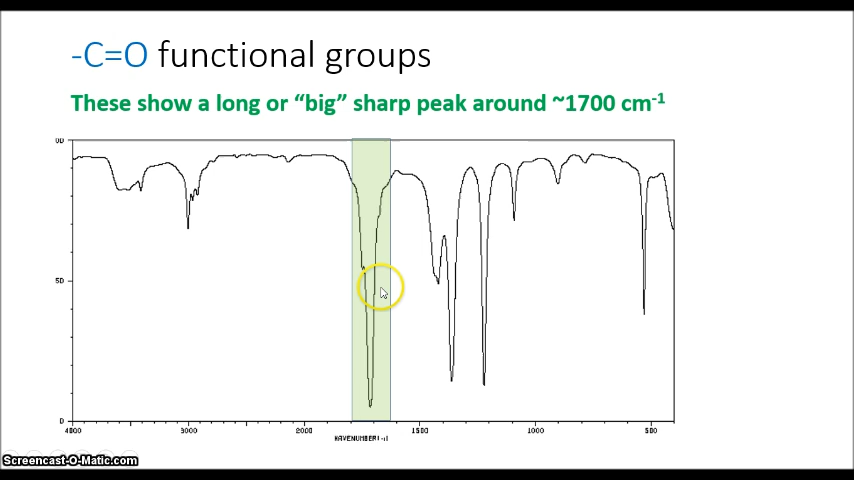 -C=O functional groups
These show a long or “big” sharp peak around ~1700 cm-1
50
0
4000 3000 2000 1500 1000 500
Screencast-O-Matic.com